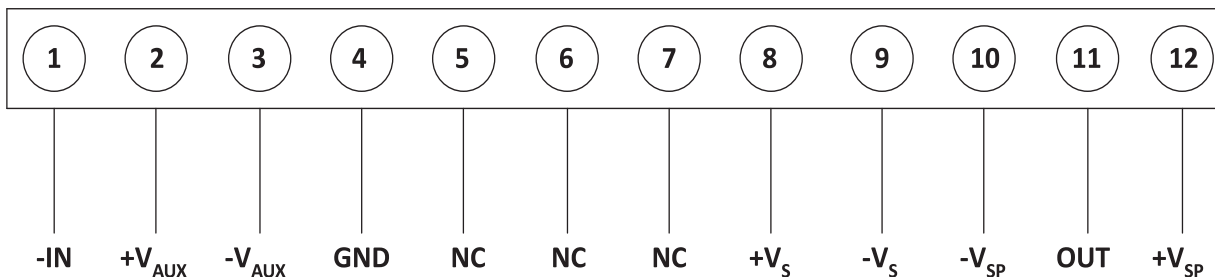 1 2 3 4 5 6 7 8 9 10 11 12
-IN +VAUX -VAUX GND NC NC NC +VS -VS -VSP OUT +VSP